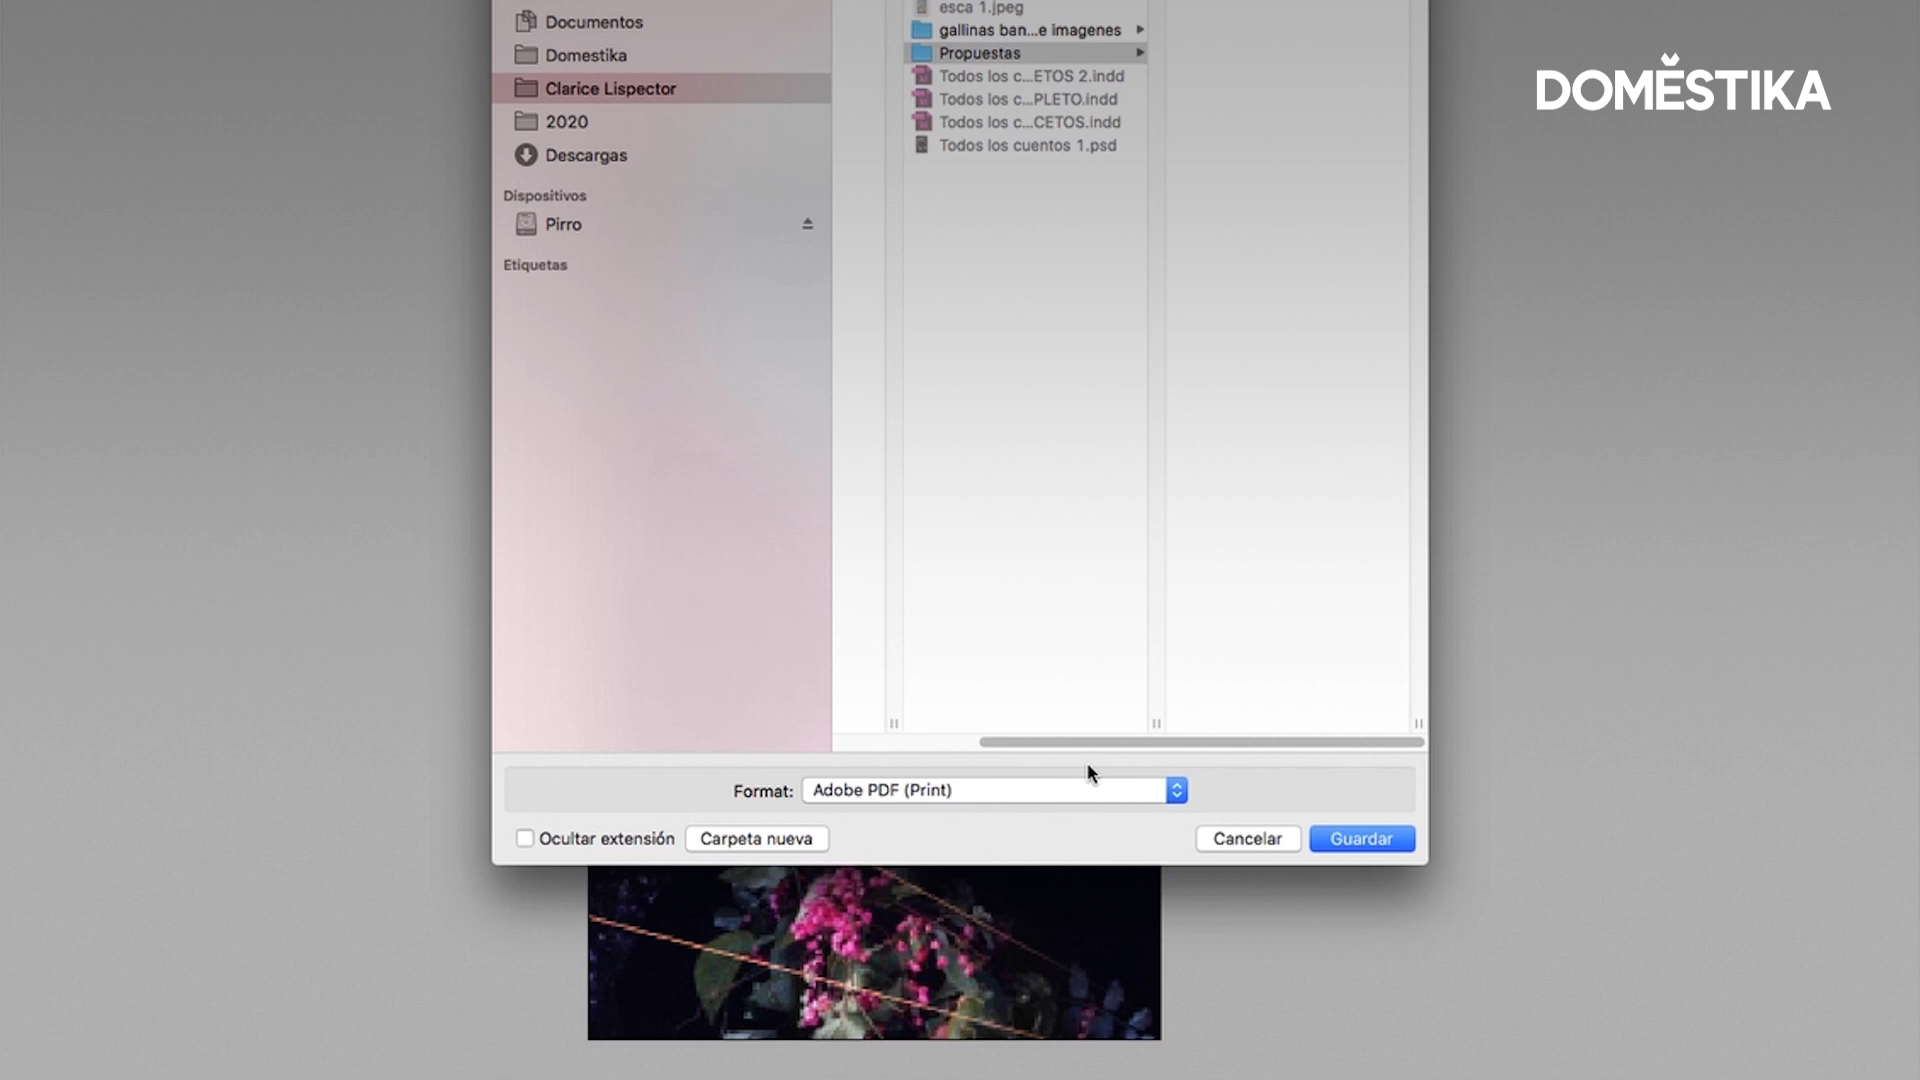 Documentos
Domestika
Clarice Lispector
2020
Descargas
Dispositivos
Pirro
Etiquetas
esca 1.jpeg
gallinas ban...e imagenes
Propuestas
Todos los c...ETOS 2.indd
Todos los c...PLETO.indd
Todos los c...CETOS.indd
Todos los cuentos 1.psd
DOMĚSTIKA
Format: Adobe PDF (Print)
Ocultar extensión
Carpeta nueva
Cancelar
Guardar